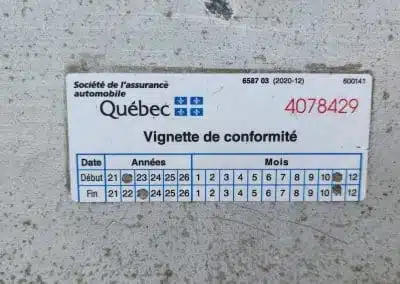 Société de l'assurance
automobile
6587 03 (2020-12)
600141
Québec
4078429
Vignette de conformité
Date Années Mois
Début 21 23 24 25 26 1 2 3 4 5 6 7 8 9 10 12
Fin 21 22 24 25 26 1 2 3 4 5 6 7 8 9 10 12